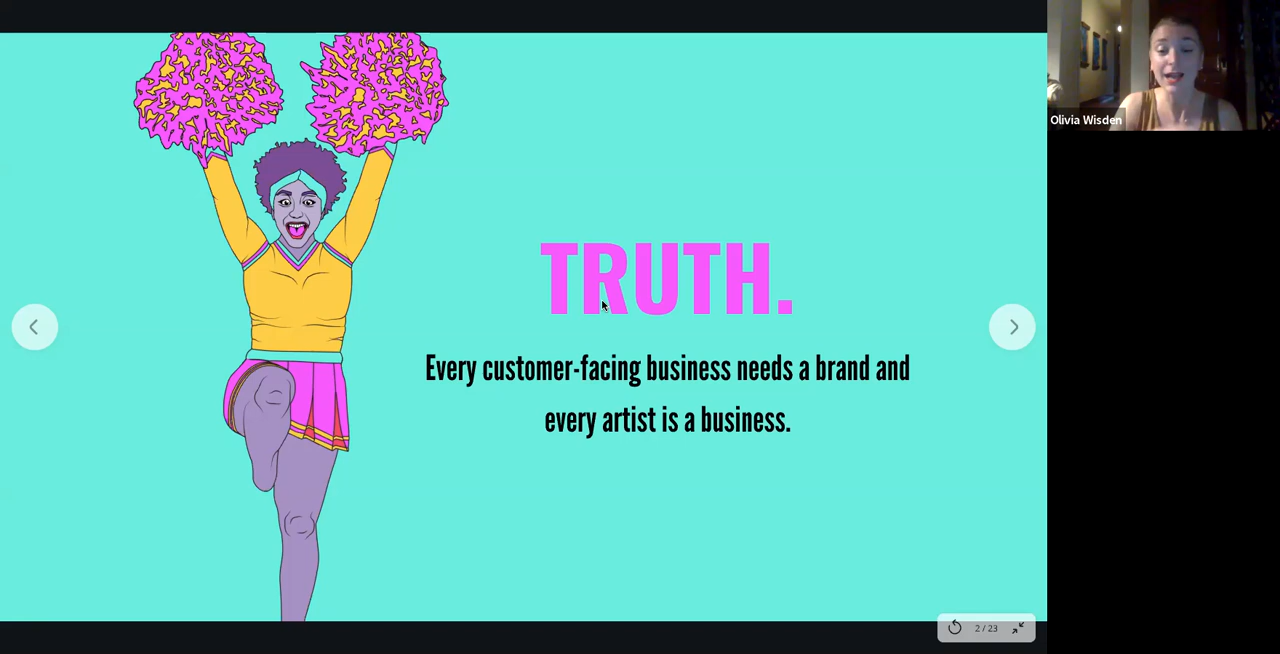 TRUTH.
Every customer-facing business needs a brand and
every artist is a business.
Olivia Wisden
2 / 23